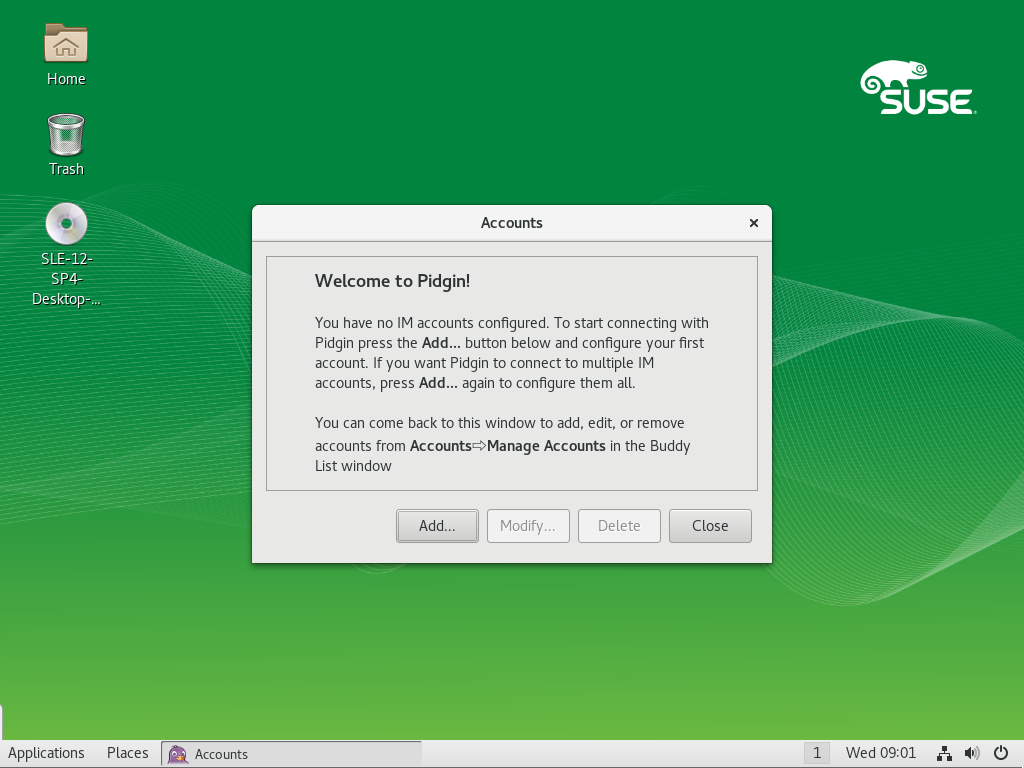 Home
Trash
SLE-12-
SP4-
Desktop-...
SUSE
Accounts
Welcome to Pidgin!
You have no IM accounts configured. To start connecting with
Pidgin press the Add... button below and configure your first
account. If you want Pidgin to connect to multiple IM
accounts, press Add... again to configure them all.
You can come back to this window to add, edit, or remove
accounts from Accounts⇨Manage Accounts in the Buddy
List window
Add...
Modify...
Delete
Close
Applications
Places
Accounts
1
Wed 09:01